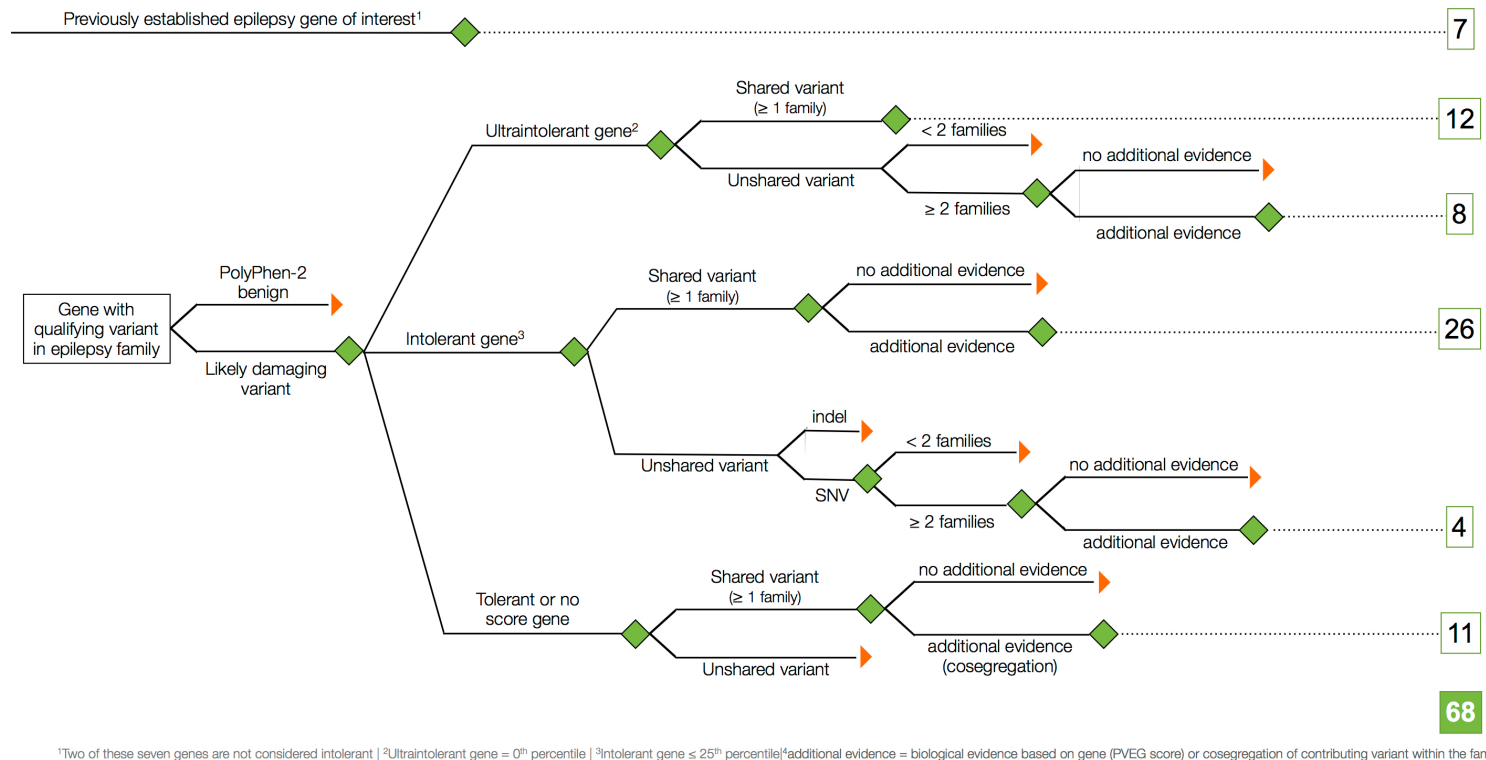 Previously established epilepsy gene of interest¹
7
Shared variant
(≥ 1 family)
12
Ultraintolerant gene²
< 2 families
no additional evidence
Unshared variant
≥ 2 families
8
additional evidence
PolyPhen-2
benign
Shared variant
(≥ 1 family)
no additional evidence
Gene with
qualifying variant
in epilepsy family
Intolerant gene³
additional evidence
26
Likely damaging
variant
indel
< 2 families
Unshared variant
no additional evidence
SNV
≥ 2 families
4
additional evidence
Shared variant
(≥ 1 family)
no additional evidence
Tolerant or no
score gene
11
additional evidence
(cosegregation)
Unshared variant
68
¹Two of these seven genes are not considered intolerant | ²Ultraintolerant gene = 0th percentile | ³Intolerant gene ≤ 25th percentile|⁴additional evidence = biological evidence based on gene (PVEG score) or cosegregation of contributing variant within the fam